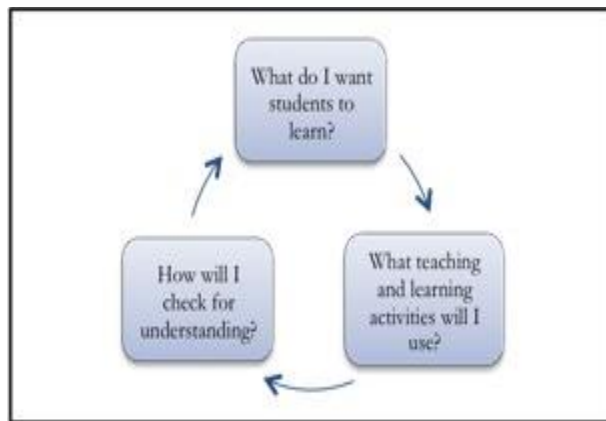 What do I want
students to
learn?
What teaching
and learning
activities will I
use?
How will I
check for
understanding?